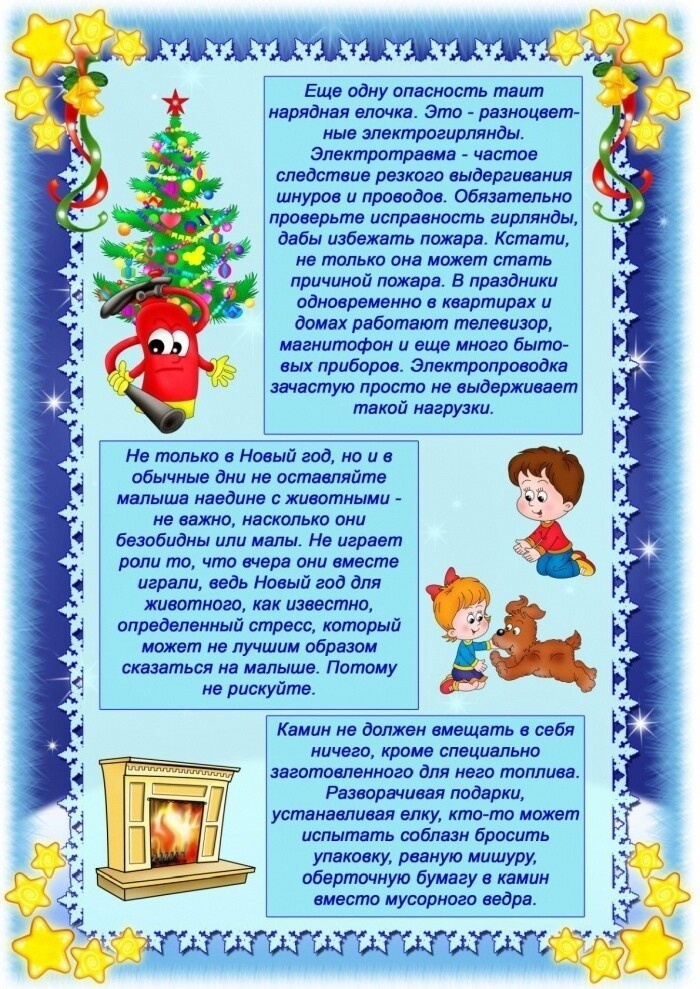 Еще одну опасность таит
нарядная елочка. Это - разноцвет-
ные электрогирлянды.
Электротравма - частое
следствие резкого выдергивания
шнуров и проводов. Обязательно
проверьте исправность гирлянды,
дабы избежать пожара. Кстати,
не только она может стать
причиной пожара. В праздники
одновременно в квартирах и
домах работают телевизор,
магнитофон и еще много быто-
вых приборов. Электропроводка
зачастую просто не выдерживает
такой нагрузки.
Не только в Новый год, но и в
обычные дни не оставляйте
малыша наедине с животными -
не важно, насколько они
безобидны или малы. Не играет
роли то, что вчера они вместе
играли, ведь Новый год для
животного, как известно,
определенный стресс, который
может не лучшим образом
сказаться на малыше. Потому
не рискуйте.
Камин не должен вмещать в себя
ничего, кроме специально
заготовленного для него топлива.
Разворачивая подарки,
устанавливая елку, кто-то может
испытать соблазн бросить
упаковку, рваную мишуру,
оберточную бумагу в камин
вместо мусорного ведра.